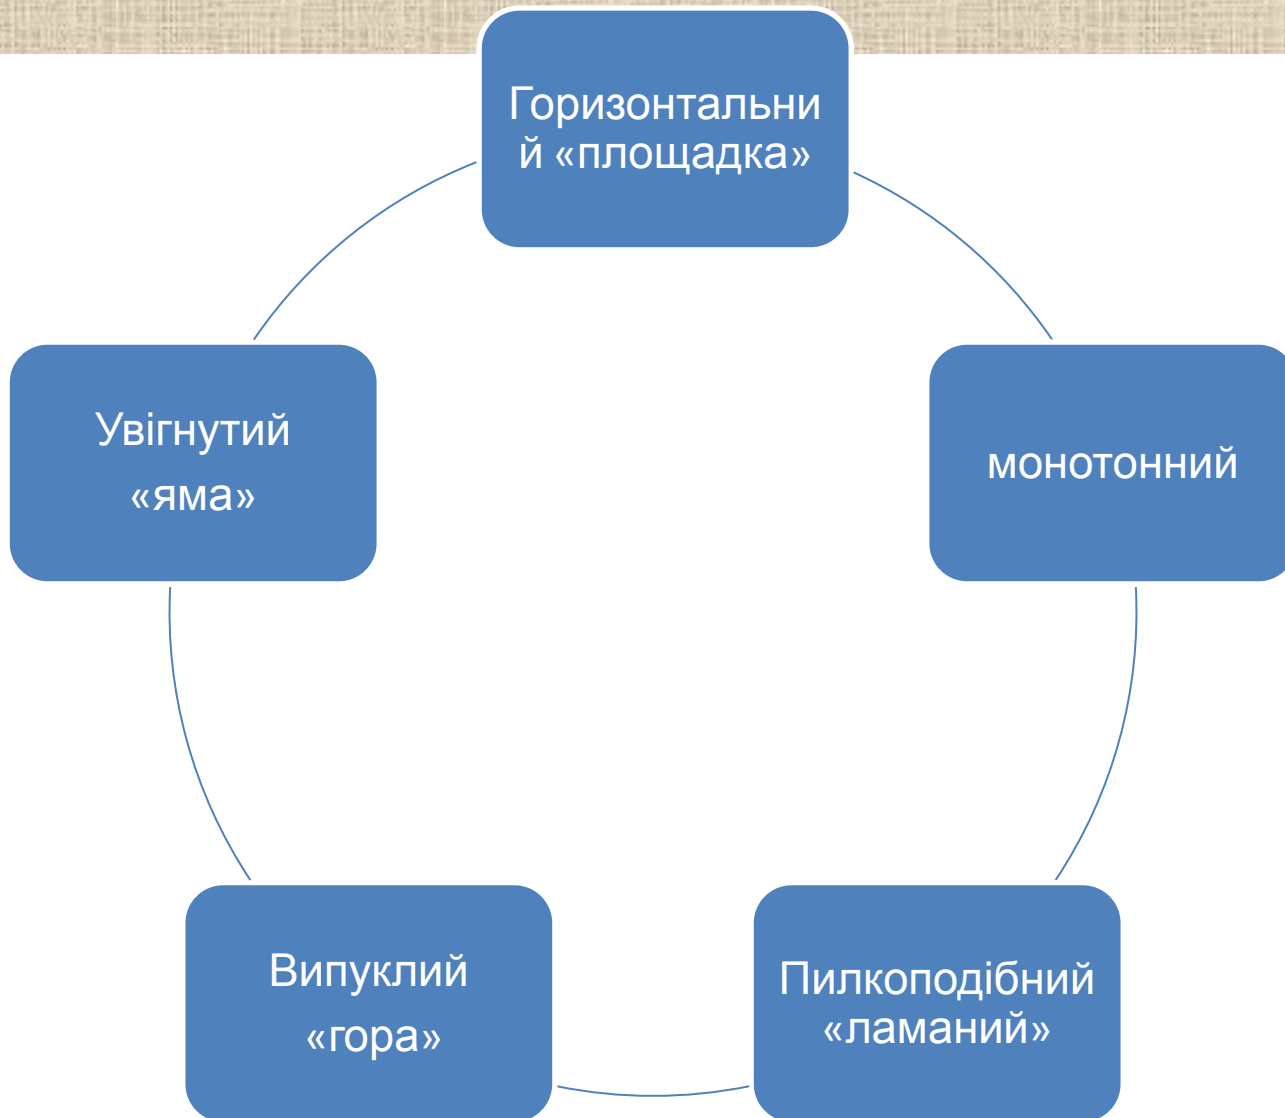 Горизонтальни
й «площадка»
монотонний
Пилкоподібний
«ламаний»
Випуклий
«гора»
Увігнутий
«яма»